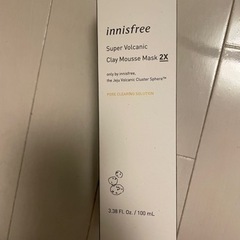 innisfree
Super Volcanic
Clay Mousse Mask 2X
only by innisfree,
the Jeju Volcanic Cluster Sphere™
PORE CLEARING SOLUTION
3.38 Fl. Oz. / 100 mL